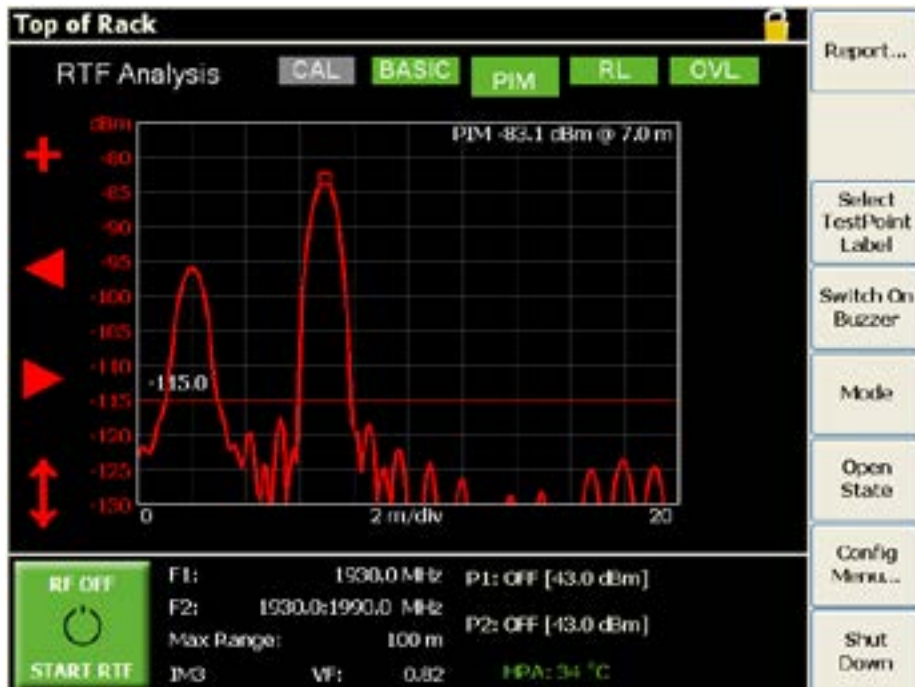 Top of Rack
RTF Analysis
CAL
BASIC
PIM
RL
OVL
dBm
PIM -83.1 dBm @ 7.0 m
-80
-85
-90
-95
-100
-105
-110
-115.0
-115
-120
-125
-130
0
2 m/div
20
RF OFF
START RTF
F1: 1930.0 MHz
F2: 1930.0:1990.0 MHz
Max Range: 100 m
IM3 VF: 0.82
P1: OFF [43.0 dBm]
P2: OFF [43.0 dBm]
HPA: 34 °C
Report...
Select
TestPoint
Label
Switch On
Buzzer
Mode
Open
State
Config
Menu...
Shut
Down